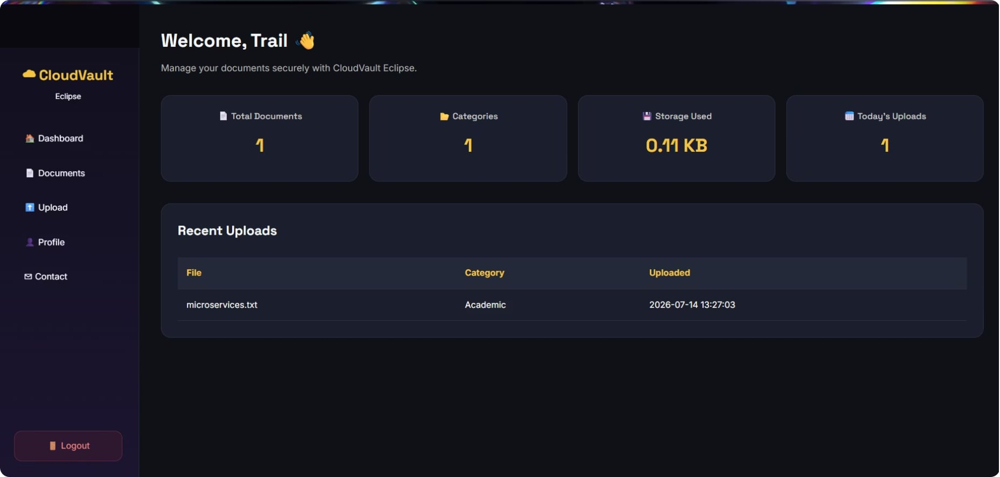 Welcome, Trail 👋
Manage your documents securely with CloudVault Eclipse.
CloudVault
Eclipse
Dashboard
Documents
Upload
Profile
Contact
Logout
Total Documents
1
Categories
1
Storage Used
0.11 KB
Today's Uploads
1
Recent Uploads
File Category Uploaded
microservices.txt Academic 2026-07-14 13:27:03